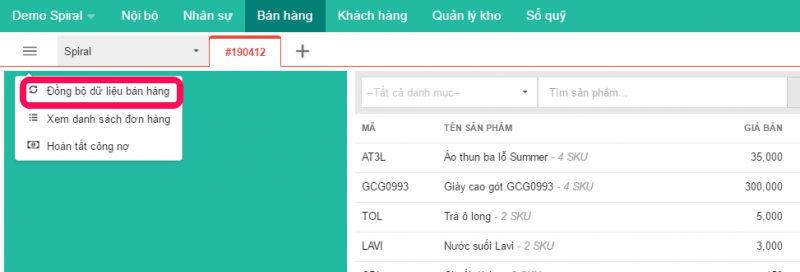 Demo Spiral Nội bộ Nhân sự Bán hàng Khách hàng Quản lý kho Sổ quỹ
Spiral #190412
Đồng bộ dữ liệu bán hàng
Xem danh sách đơn hàng
Hoàn tất công nợ
--Tất cả danh mục-- Tìm sản phẩm...
MÃ TÊN SẢN PHẨM GIÁ BÁN
AT3L Áo thun ba lỗ Summer - 4 SKU 35,000
GCG0993 Giày cao gót GCG0993 - 4 SKU 300,000
TOL Trà ô long - 2 SKU 5,000
LAVI Nước suối Lavi - 2 SKU 3,000